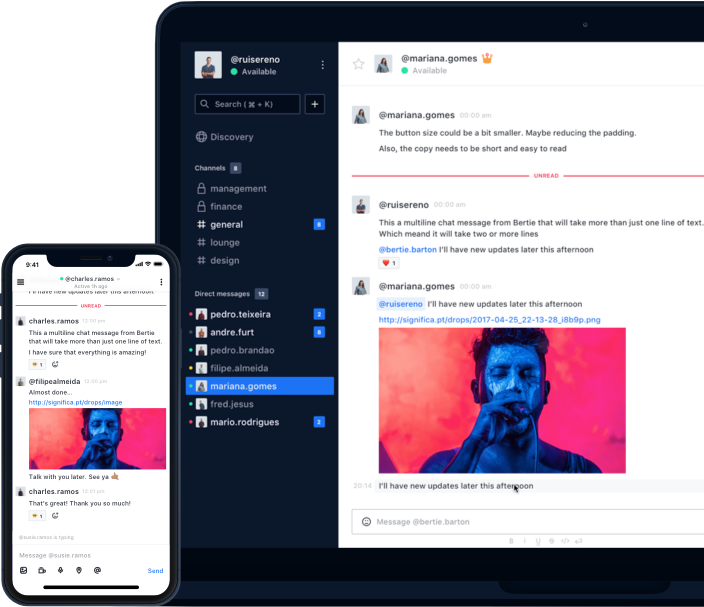 @ruisereno
Available
Search ( ⌘ + K)
+
Discovery
Channels 8
management
finance
general 6
lounge
design
Direct messages 12
pedro.teixeira 2
andre.furt 8
pedro.brandao
filipe.almeida
mariana.gomes
fred.jesus
mario.rodrigues 2
@mariana.gomes
Available
@mariana.gomes 00:00 am
The button size could be a bit smaller. Maybe reducing the padding.
Also, the copy needs to be short and easy to read
UNREAD
@ruisereno 00:00 am
This a multiline chat message from Bertie that will take more than just one line of text.
Which meand it will take two or more lines
@bertie.barton I'll have new updates later this afternoon
1
@mariana.gomes 00:00 am
@ruisereno I'll have new updates later this afternoon
http://significa.pt/drops/2017-04-25_22-13-28_i8b9p.png
20:14 I'll have new updates later this afternoon
Message @bertie.barton
B I U S </>
9:41
@charles.ramos
Active 1h ago
I'll have new updates later this afternoon
UNREAD
charles.ramos 12:00 pm
This a multiline chat message from Bertie
that will take more than just one line of text.
I have sure that everything is amazing!
1
@filipealmeida 12:00 pm
Almost done...
http://significa.pt/drops/image
Talk with you later. See ya
charles.ramos 12:01 pm
That's great! Thank you so much!
1
@susie.ramos is typing
Message @susie.ramos
@
Send